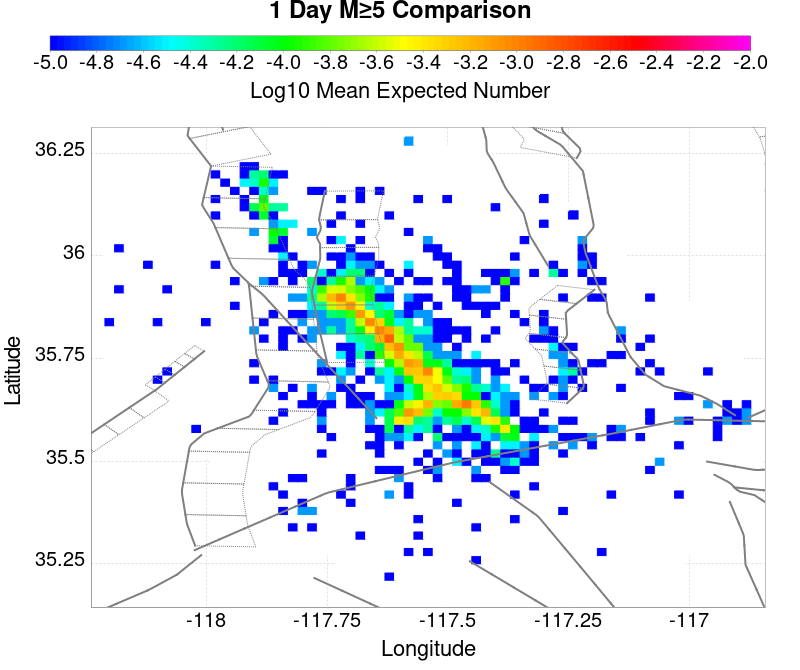 1 Day M≥5 Comparison
-5.0 -4.8 -4.6 -4.4 -4.2 -4.0 -3.8 -3.6 -3.4 -3.2 -3.0 -2.8 -2.6 -2.4 -2.2 -2.0
Log10 Mean Expected Number
36.25
36
35.75
35.5
35.25
Latitude
-118 -117.75 -117.5 -117.25 -117
Longitude